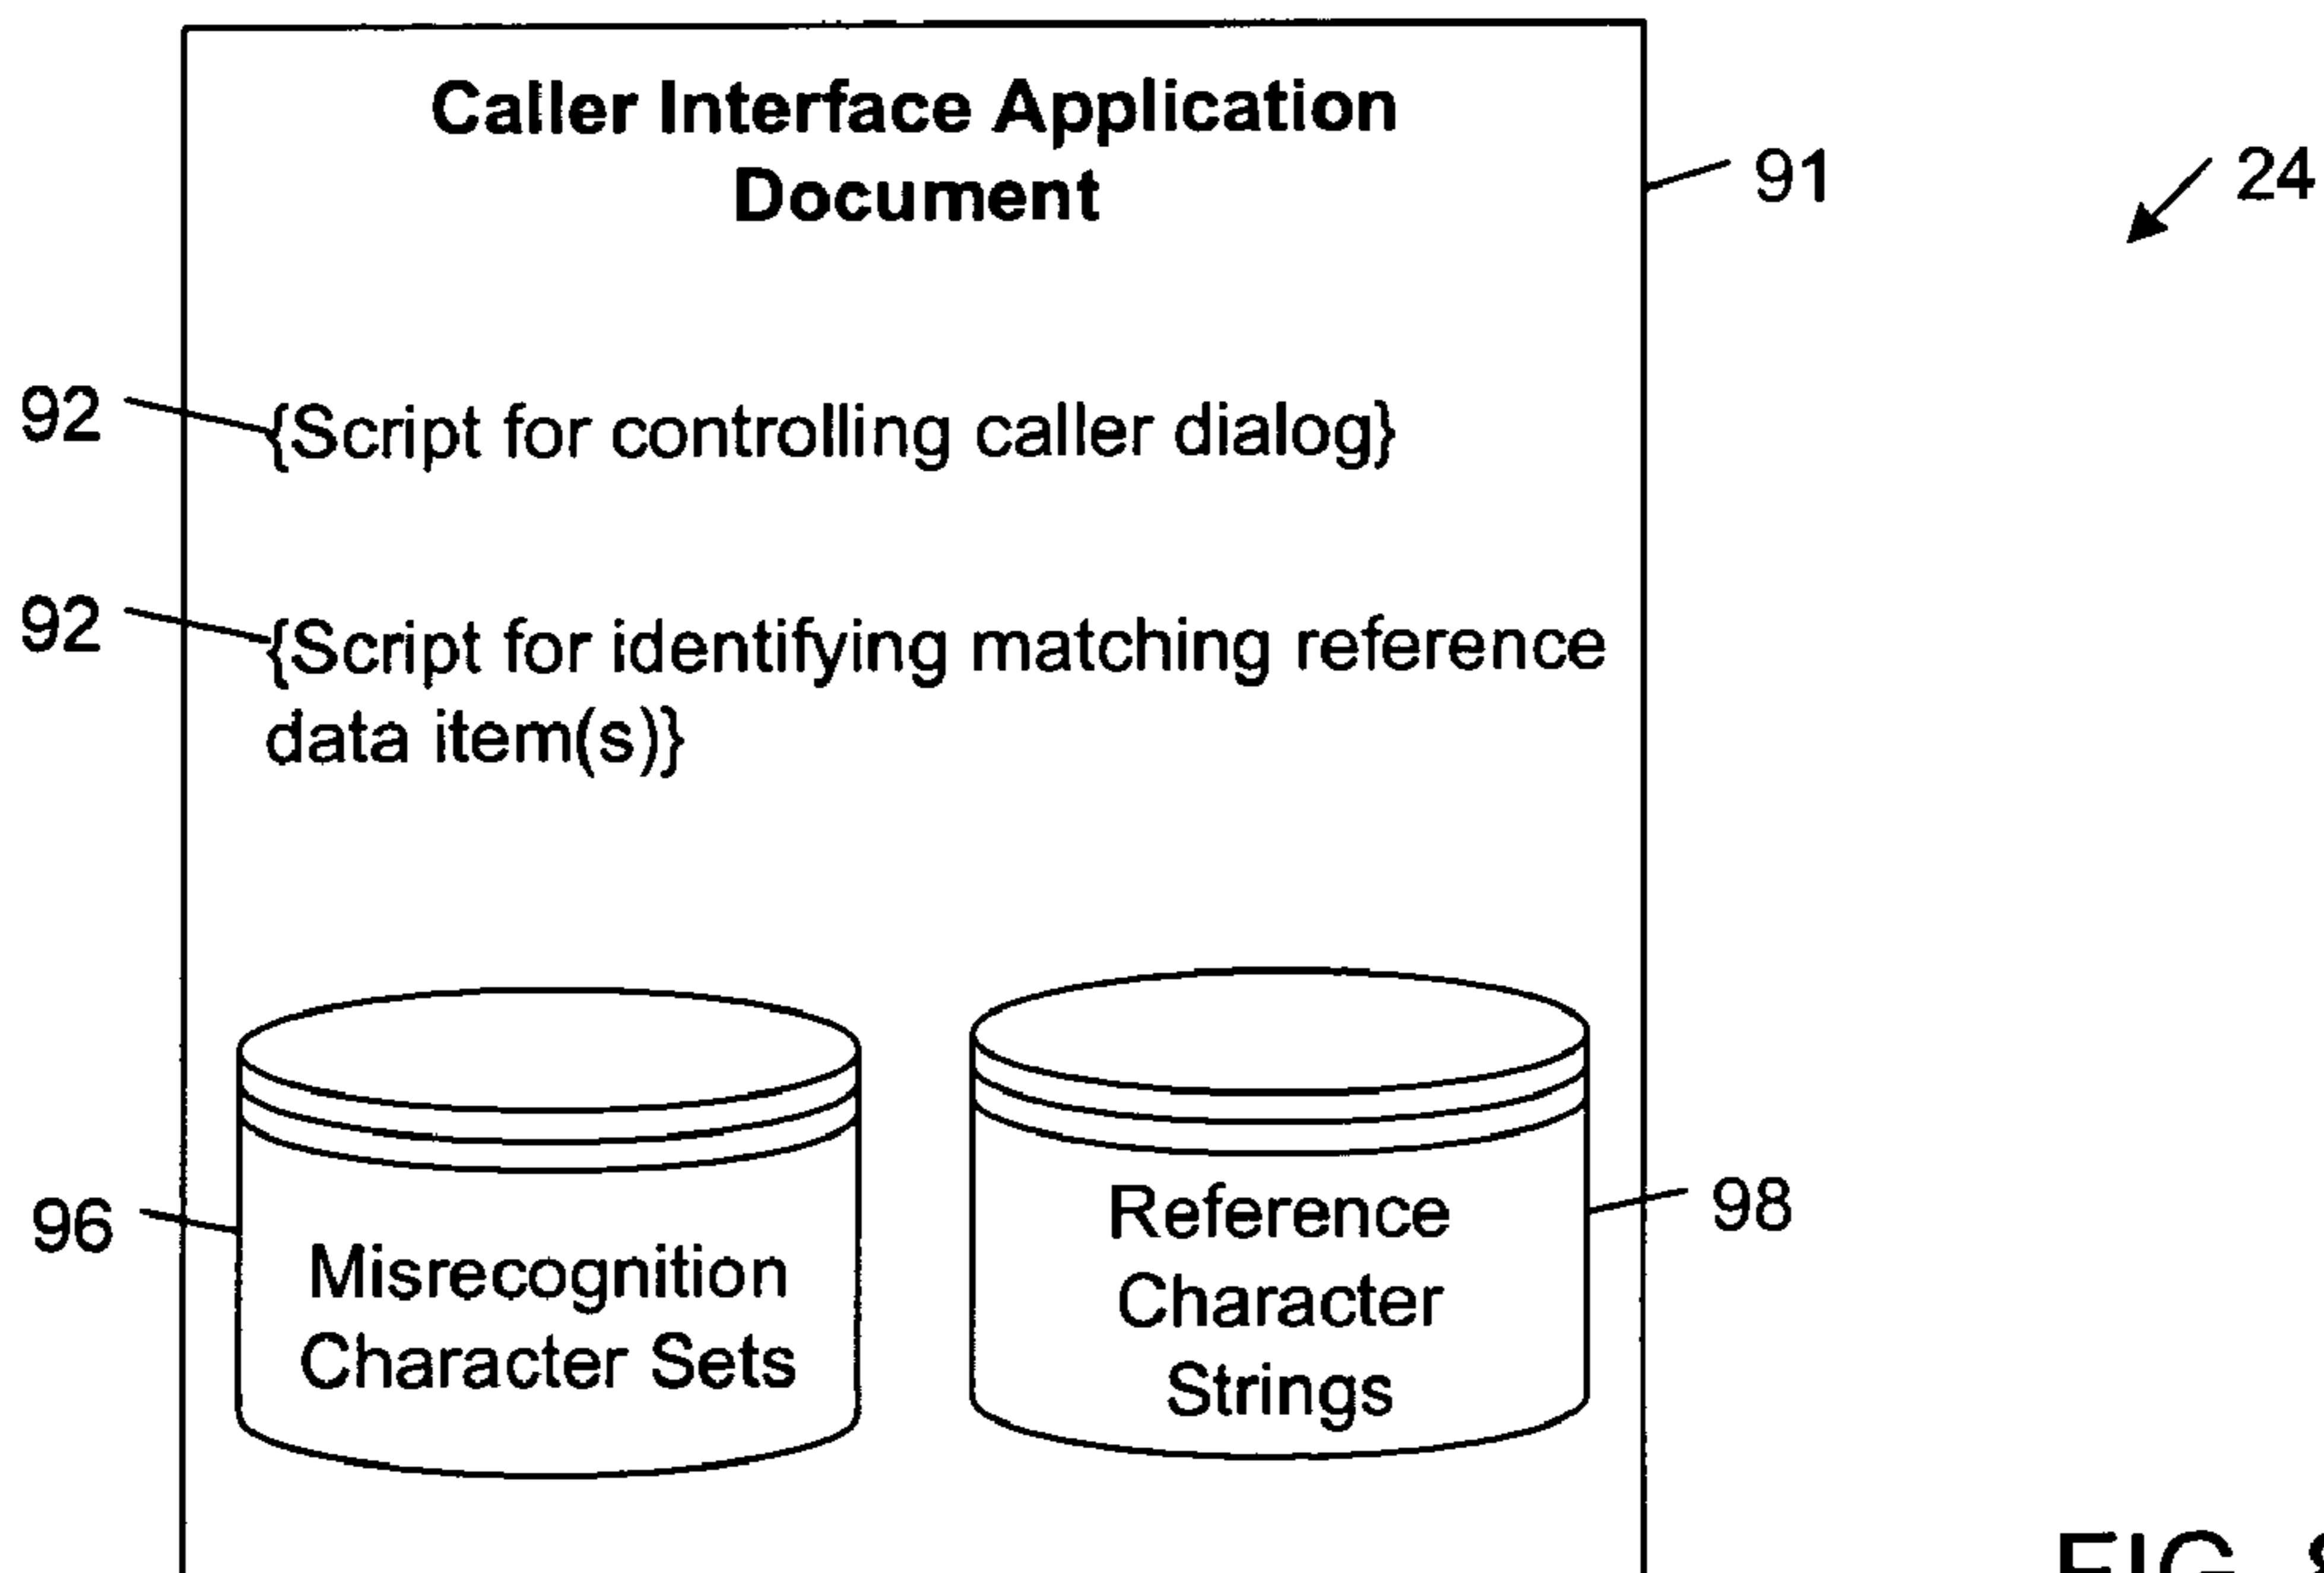 Caller Interface Application
Document
91
24
92
{Script for controlling caller dialog}
92
{Script for identifying matching reference
data item(s)}
96
Misrecognition
Character Sets
Reference
Character
Strings
98
FIG.